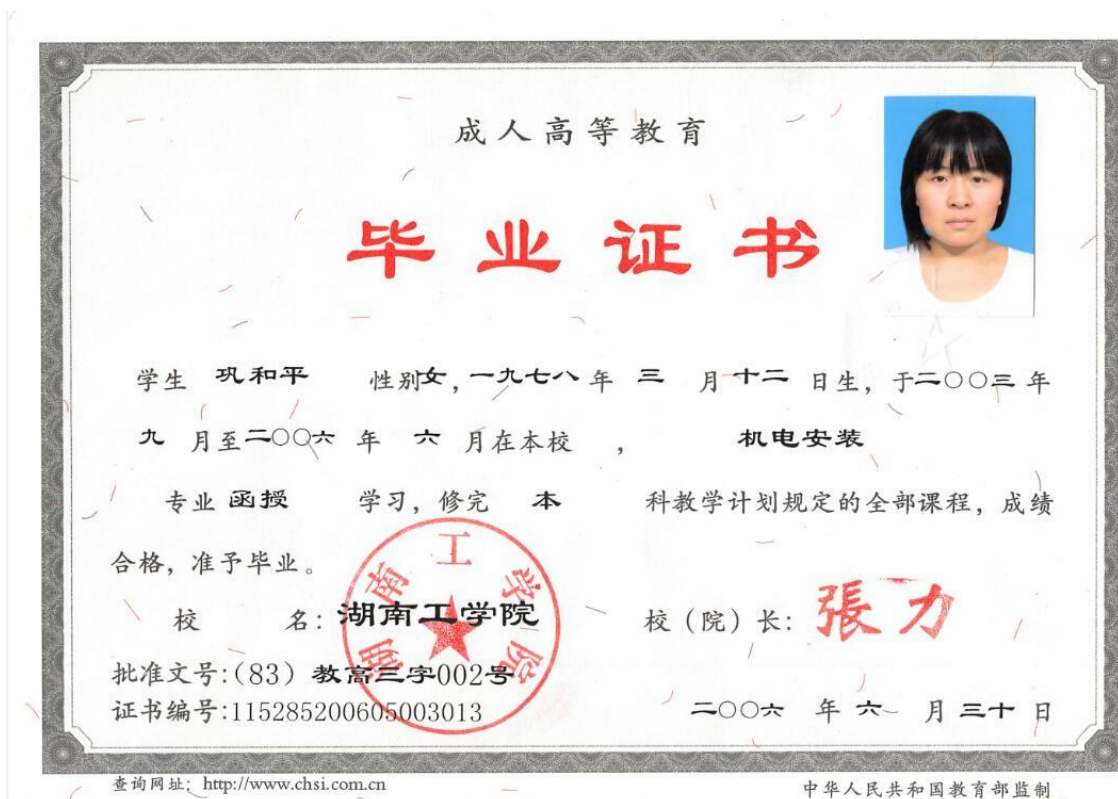 成人高等教育
毕业证书
学生 巩和平 性别女，一九七八年 三 月十二 日生，于二〇〇三年
九 月至二〇〇六 年 六 月在本校 ， 机电安装
专业 函授 学习，修完 本 科教学计划规定的全部课程，成绩
合格，准予毕业。
校 名：湖南工学院
湖南工学院
校（院）长：張力
批准文号:(83) 教高三字002号
证书编号:115285200605003013
二〇〇六 年 六 月 三十 日
查询网址：http://www.chsi.com.cn
中华人民共和国教育部监制